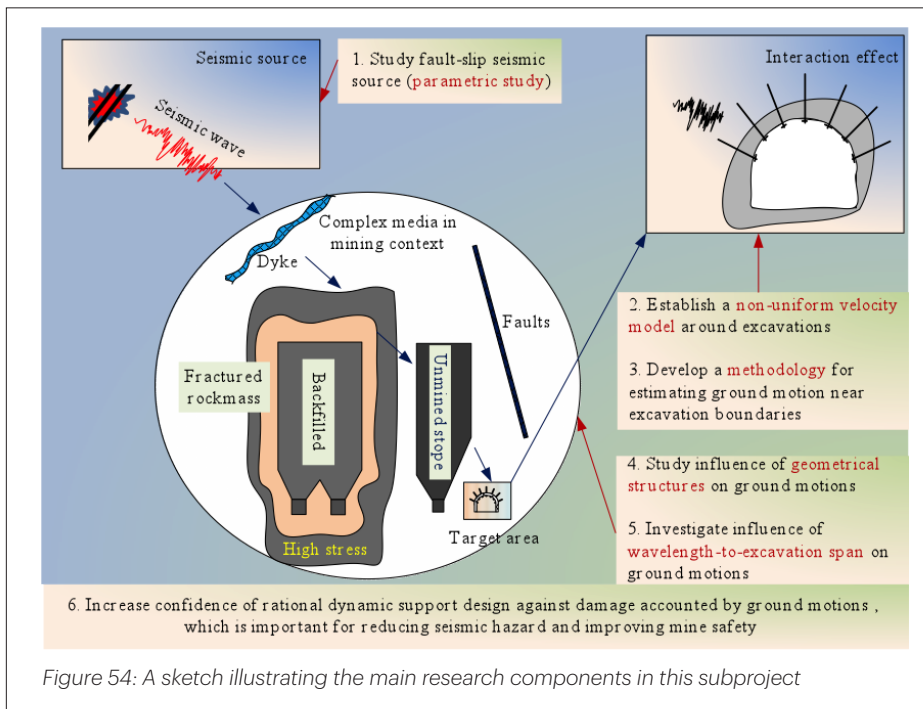 Seismic source
Seismic wave
1. Study fault-slip seismic
source (parametric study)
Interaction effect
Complex media in
mining context
Dyke
Faults
Fractured
rockmass
Backfilled
Unmined stope
High stress
Target area
2. Establish a non-uniform velocity
model around excavations
3. Develop a methodology for
estimating ground motion near
excavation boundaries
4. Study influence of geometrical
structures on ground motions
5. Investigate influence of
wavelength-to-excavation span on
ground motions
6. Increase confidence of rational dynamic support design against damage accounted by ground motions ,
which is important for reducing seismic hazard and improving mine safety
Figure 54: A sketch illustrating the main research components in this subproject